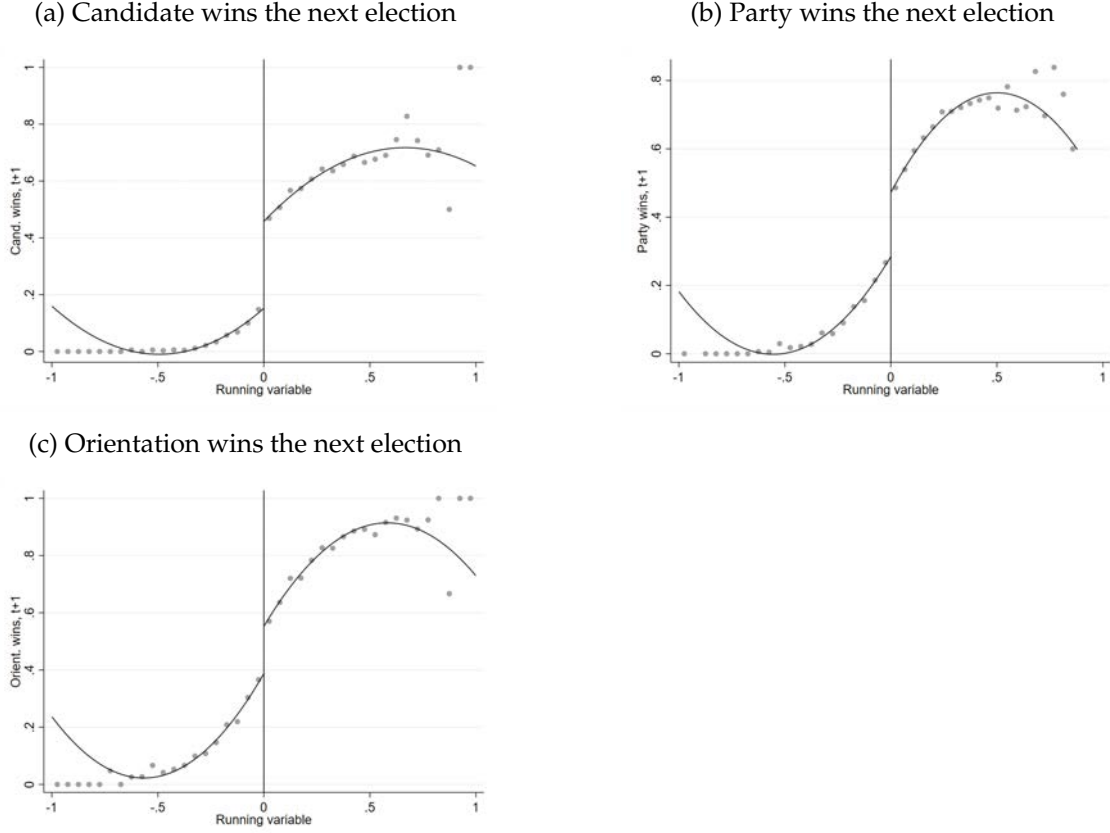 (a) Candidate wins the next election
Cand. wins, t+1
1
.8
.6
.4
.2
0
-1 -.5 0 .5 1
Running variable
(b) Party wins the next election
Party wins, t+1
.8
.6
.4
.2
0
-1 -.5 0 .5 1
Running variable
(c) Orientation wins the next election
Orient. wins, t+1
1
.8
.6
.4
.2
0
-1 -.5 0 .5 1
Running variable